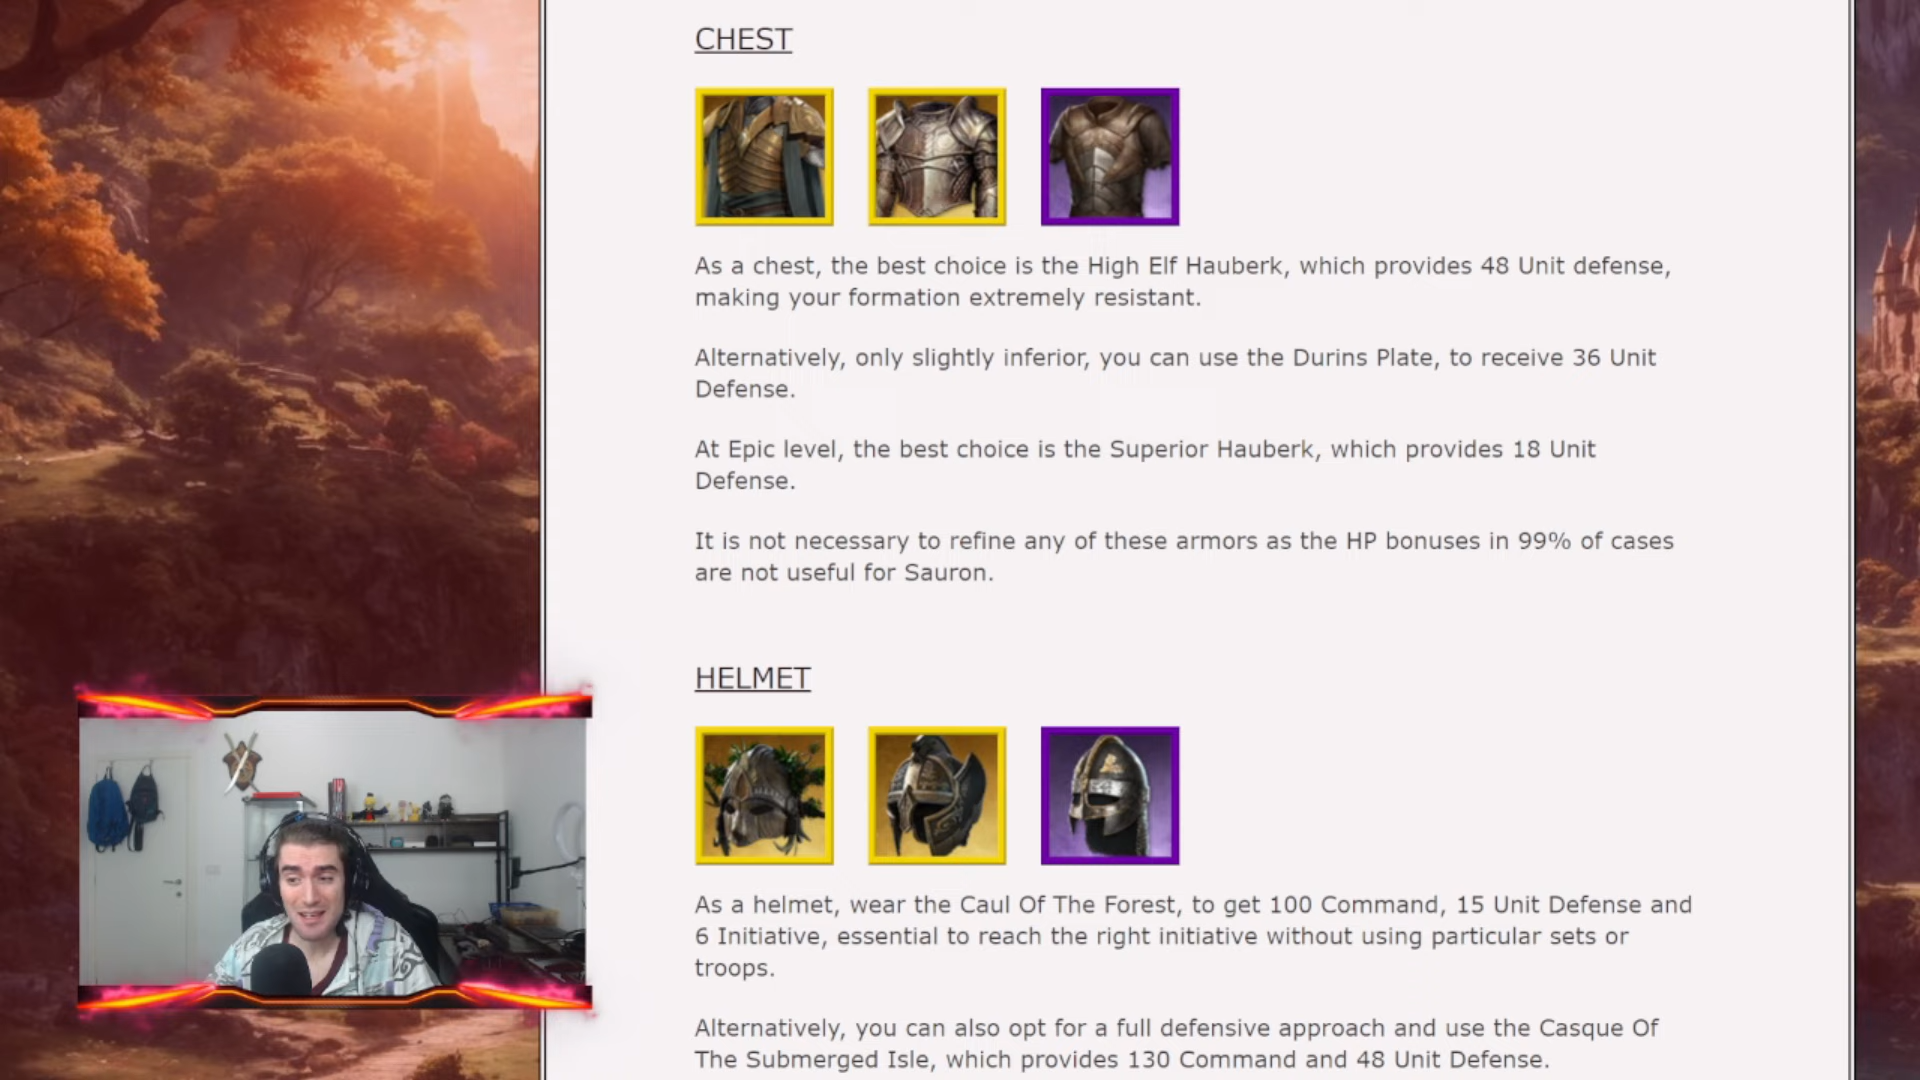 CHEST
As a chest, the best choice is the High Elf Hauberk, which provides 48 Unit defense,
making your formation extremely resistant.
Alternatively, only slightly inferior, you can use the Durins Plate, to receive 36 Unit
Defense.
At Epic level, the best choice is the Superior Hauberk, which provides 18 Unit
Defense.
It is not necessary to refine any of these armors as the HP bonuses in 99% of cases
are not useful for Sauron.
HELMET
As a helmet, wear the Caul Of The Forest, to get 100 Command, 15 Unit Defense and
6 Initiative, essential to reach the right initiative without using particular sets or
troops.
Alternatively, you can also opt for a full defensive approach and use the Casque Of
The Submerged Isle, which provides 130 Command and 48 Unit Defense.